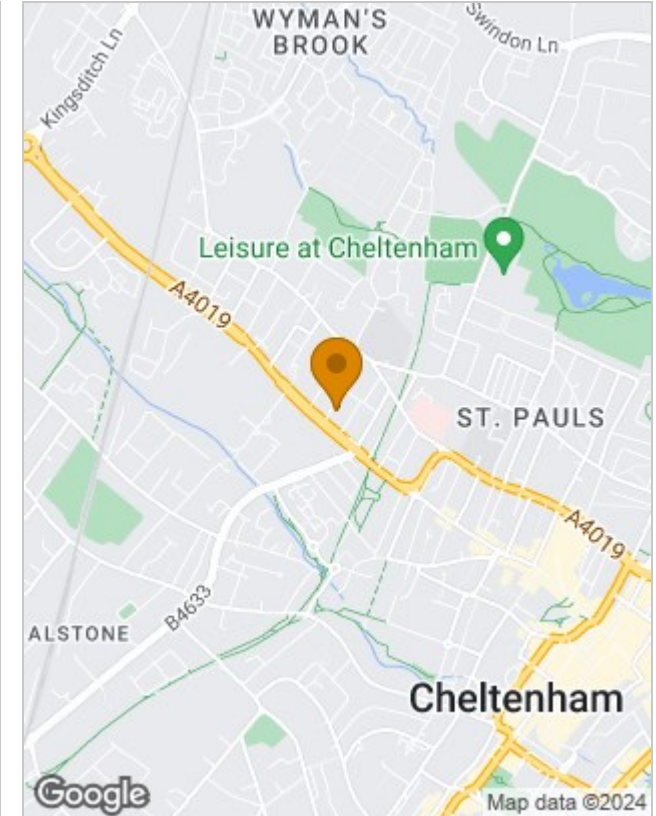 WYMAN'S
BROOK
Swindon Ln
Kingsditch Ln
Leisure at Cheltenham
A4019
ST. PAULS
A4019
B4633
ALSTONE
Cheltenham
Google
Map data ©2024